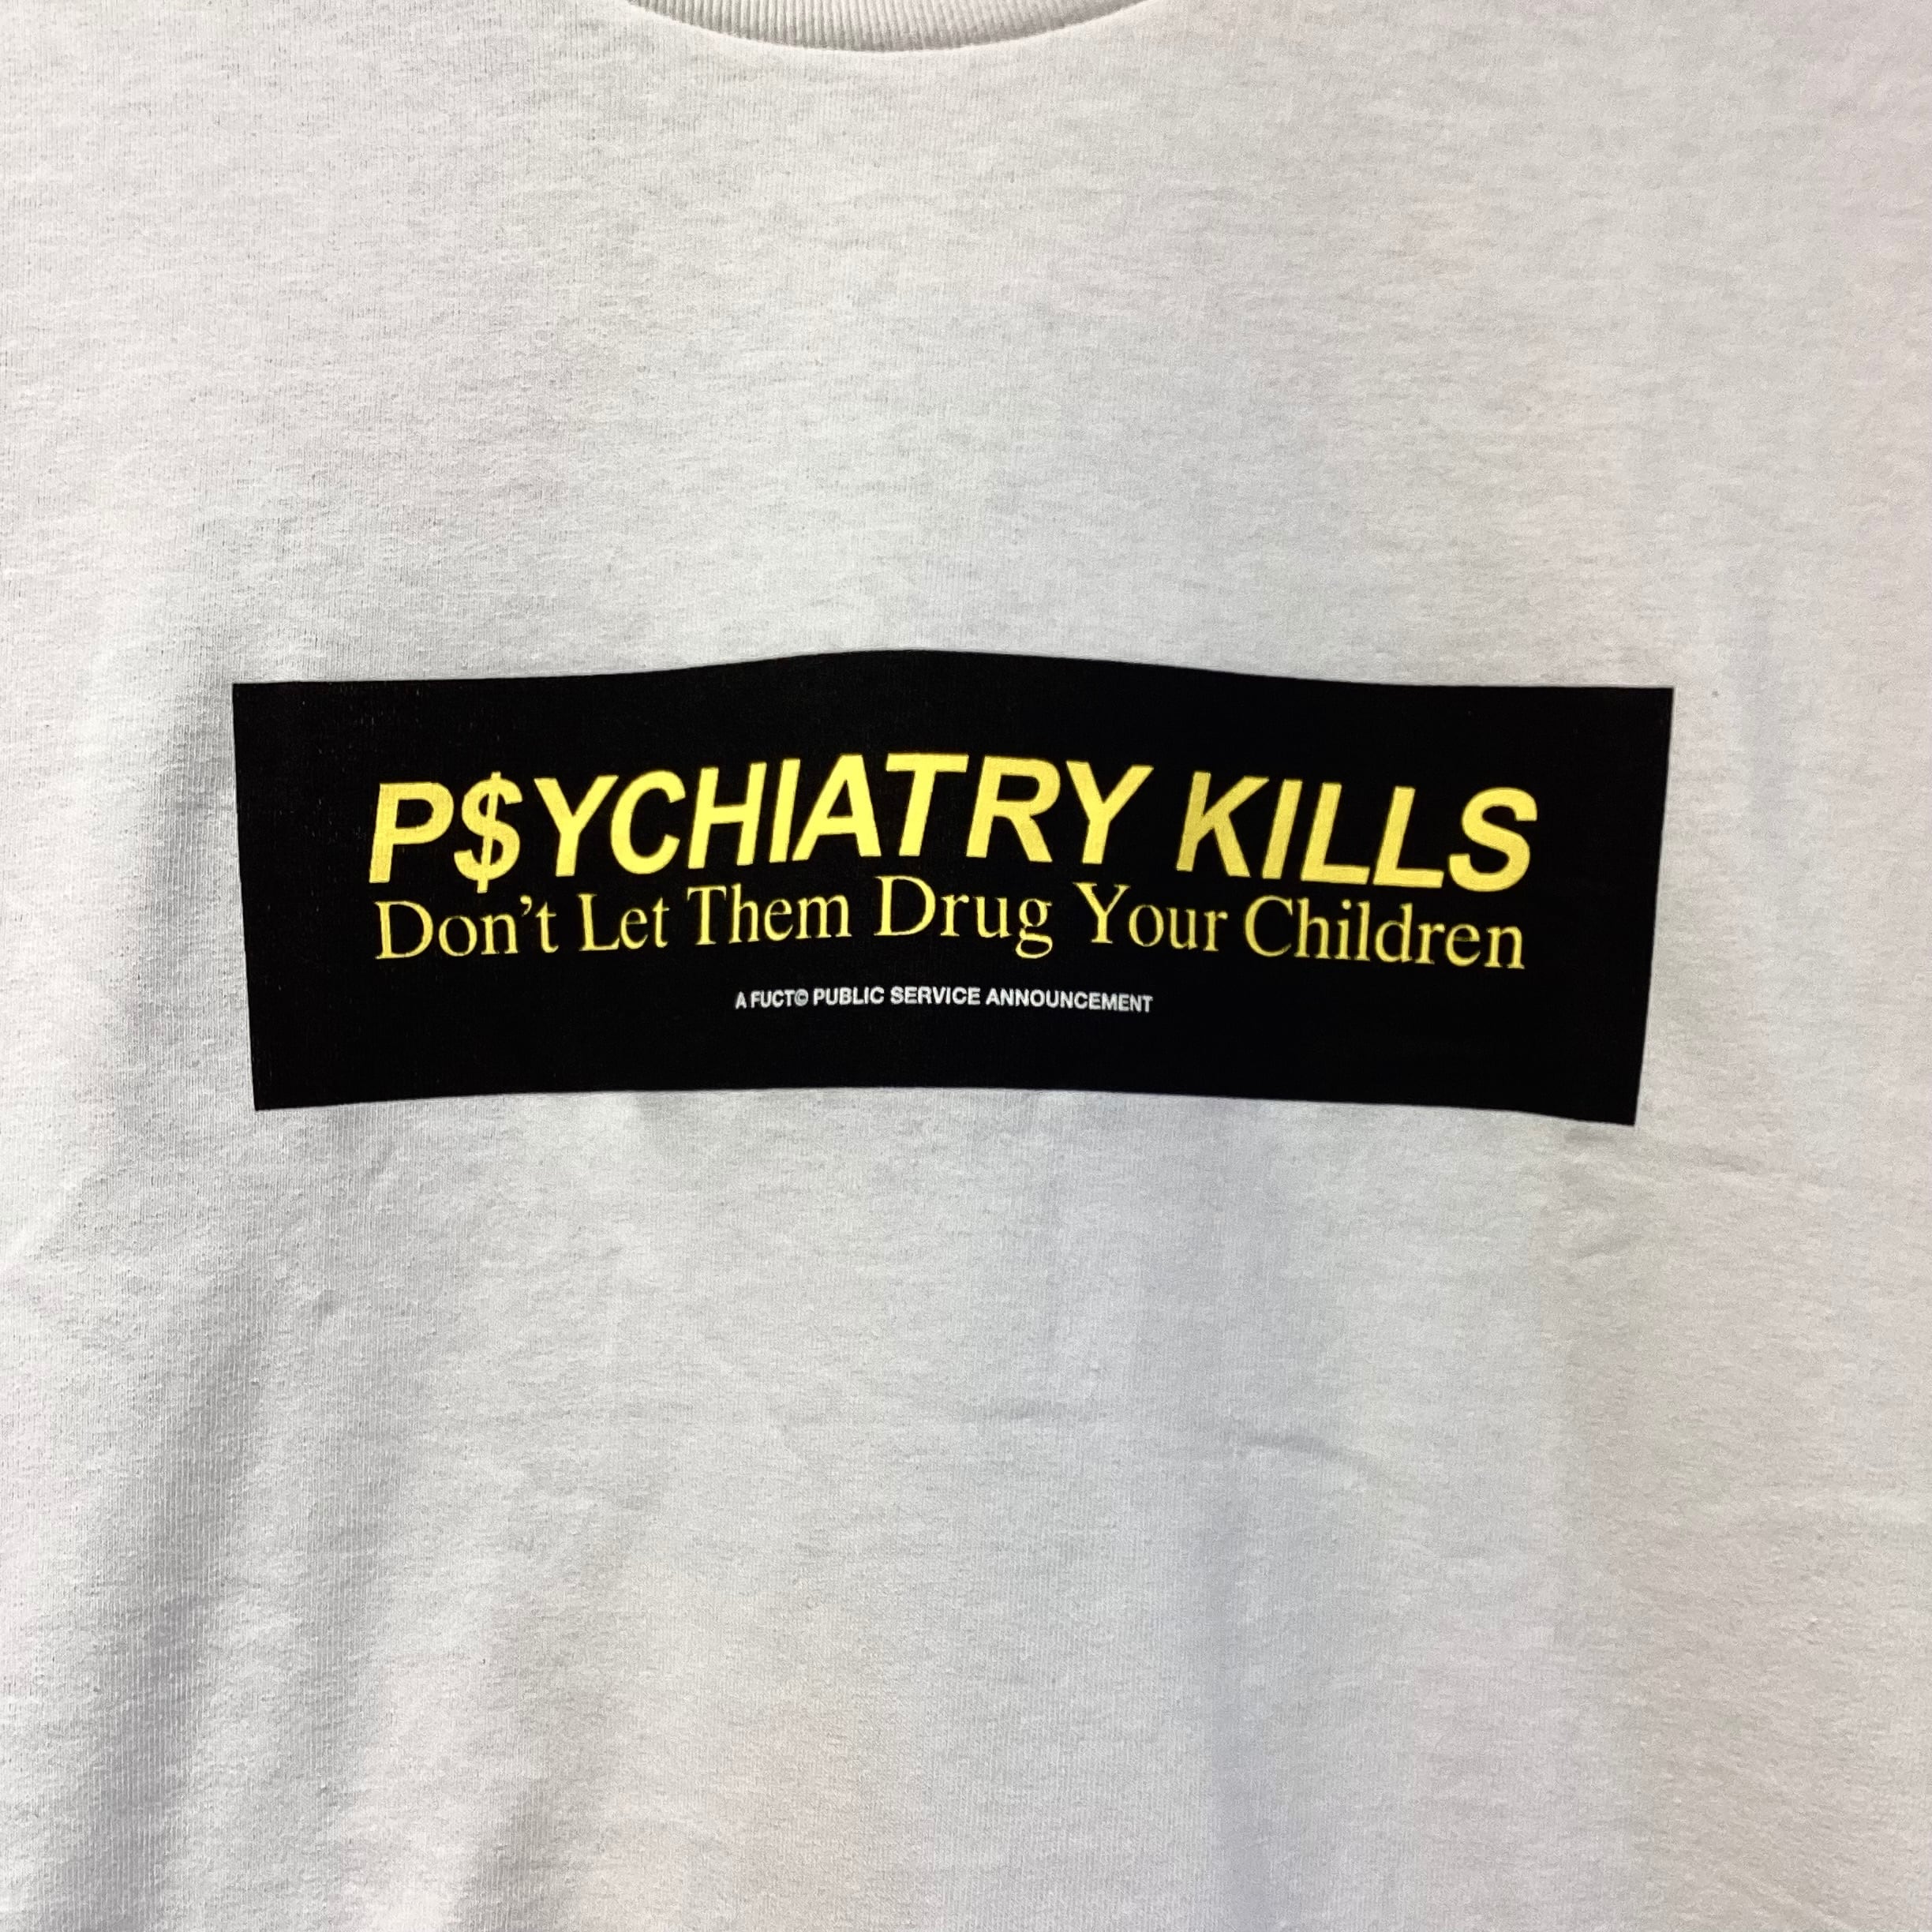 P$YCHIATRY KILLS
Don't Let Them Drug Your Children
A FUCT© PUBLIC SERVICE ANNOUNCEMENT